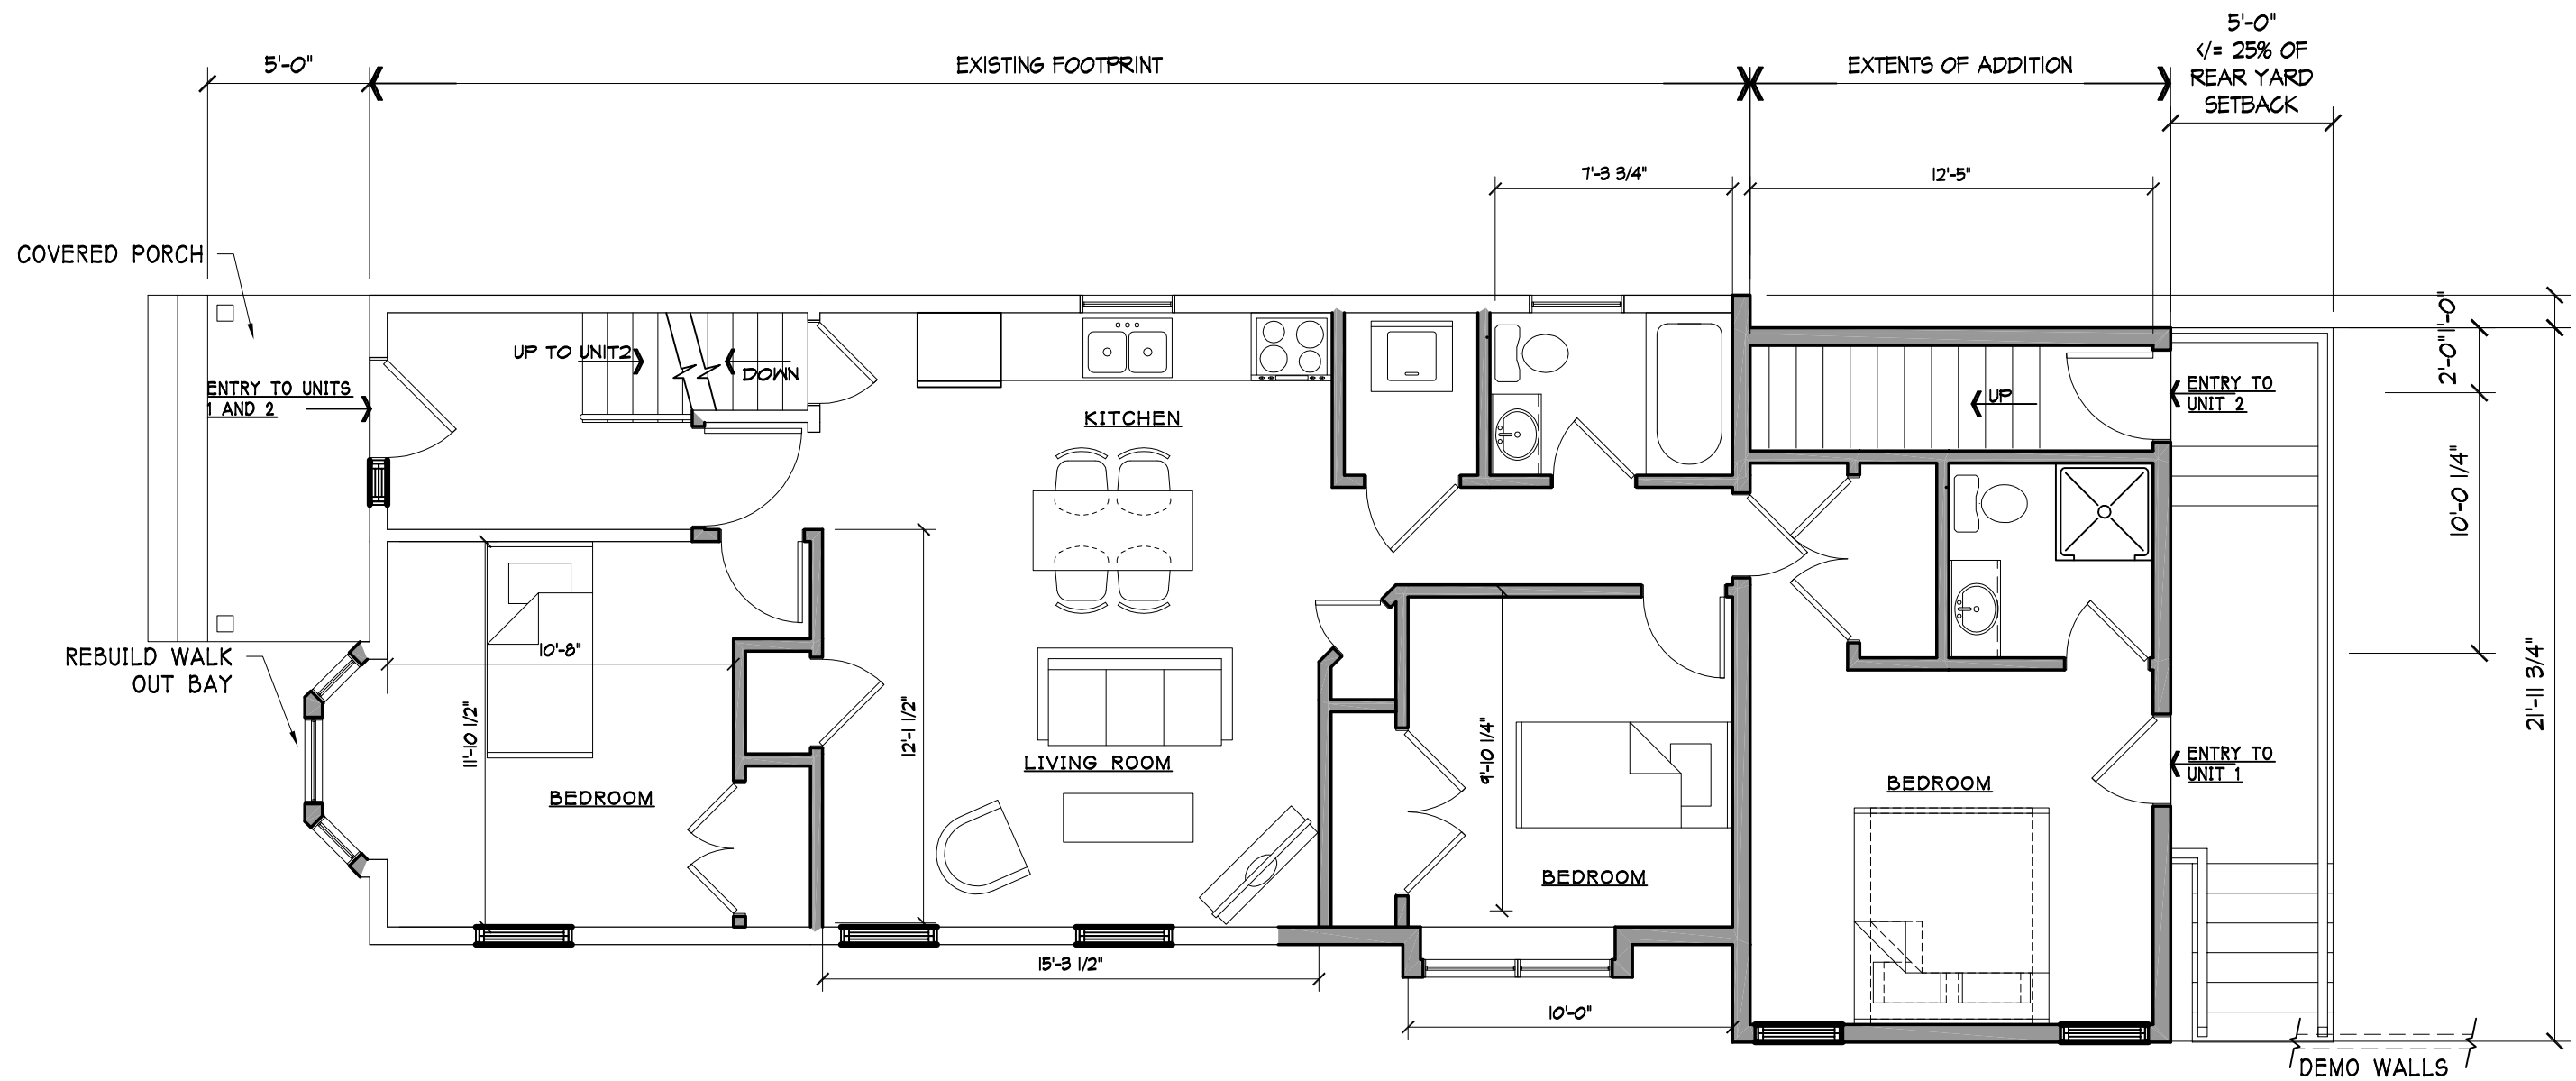 5'-0"
EXISTING FOOTPRINT
EXTENTS OF ADDITION
5'-0"
</= 25% OF
REAR YARD
SETBACK
7'-3 3/4"
12'-5"
COVERED PORCH
UP TO UNIT2
DOWN
ENTRY TO UNITS
1 AND 2
KITCHEN
UP
ENTRY TO
UNIT 2
1'-0"
2'-0"
10'-0 1/4"
21'-11 3/4"
REBUILD WALK
OUT BAY
10'-8"
11'-10 1/2"
12'-1 1/2"
9'-10 1/4"
LIVING ROOM
BEDROOM
BEDROOM
BEDROOM
ENTRY TO
UNIT 1
15'-3 1/2"
10'-0"
DEMO WALLS